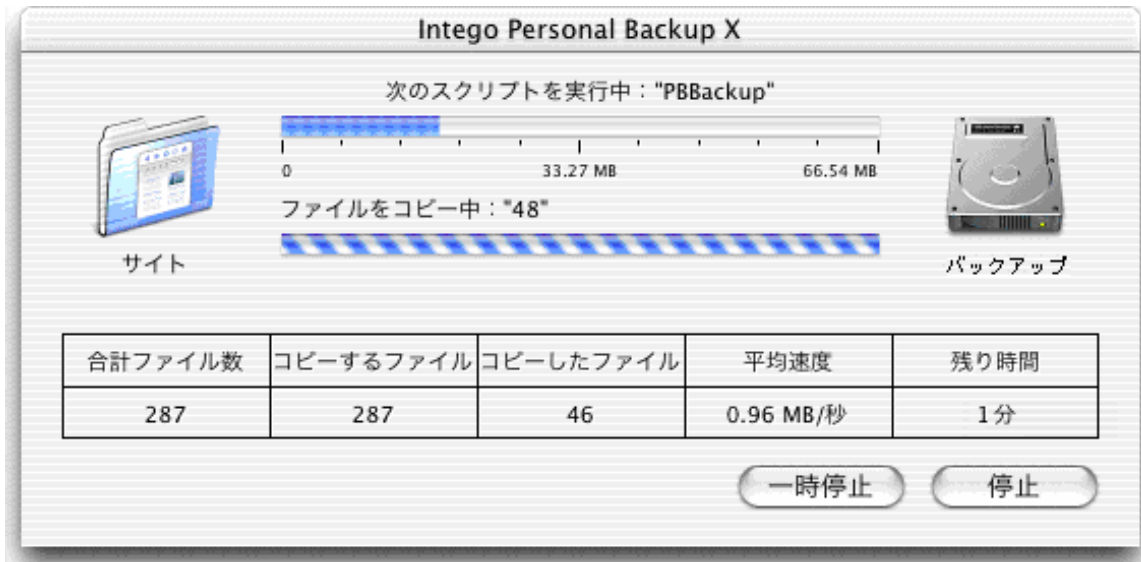 Intego Personal Backup X
次のスクリプトを実行中："PBBackup"
0 33.27 MB 66.54 MB
ファイルをコピー中："48"
サイト
バックアップ
合計ファイル数 コピーするファイル コピーしたファイル 平均速度 残り時間
287 287 46 0.96 MB/秒 1分
一時停止 停止